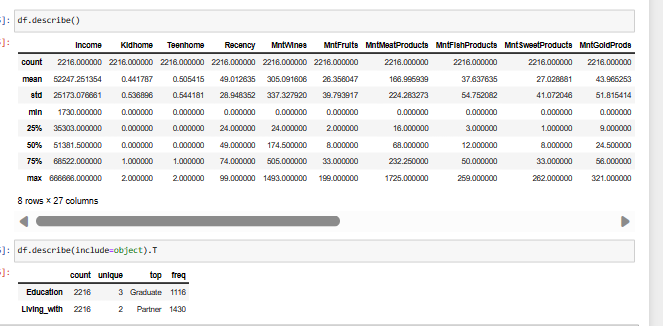 df.describe()
Income Kidhome Teenhome Recency MntWines MntFruits MntMeatProducts MntFishProducts MntSweetProducts MntGoldProds
count 2216.000000 2216.000000 2216.000000 2216.000000 2216.000000 2216.000000 2216.000000 2216.000000 2216.000000 2216.000000
mean 52247.251354 0.441787 0.505415 49.012635 305.091606 26.356047 166.995939 37.637635 27.028881 43.965253
std 25173.076661 0.536896 0.544181 28.948352 337.327920 39.793917 224.283273 54.752082 41.072046 51.815414
min 1730.000000 0.000000 0.000000 0.000000 0.000000 0.000000 0.000000 0.000000 0.000000 0.000000
25% 35303.000000 0.000000 0.000000 24.000000 24.000000 2.000000 16.000000 3.000000 1.000000 9.000000
50% 51381.500000 0.000000 0.000000 49.000000 174.500000 8.000000 68.000000 12.000000 8.000000 24.500000
75% 68522.000000 1.000000 1.000000 74.000000 505.000000 33.000000 232.250000 50.000000 33.000000 56.000000
max 666666.000000 2.000000 2.000000 99.000000 1493.000000 199.000000 1725.000000 259.000000 262.000000 321.000000
8 rows × 27 columns
df.describe(include=object).T
count unique top freq
Education 2216 3 Graduate 1116
Living_with 2216 2 Partner 1430